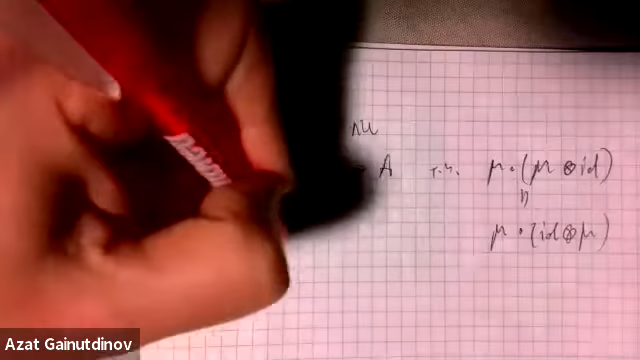 A т.ч. μ∘(μ⊗id)
=
μ∘(id⊗μ)
Azat Gainutdinov